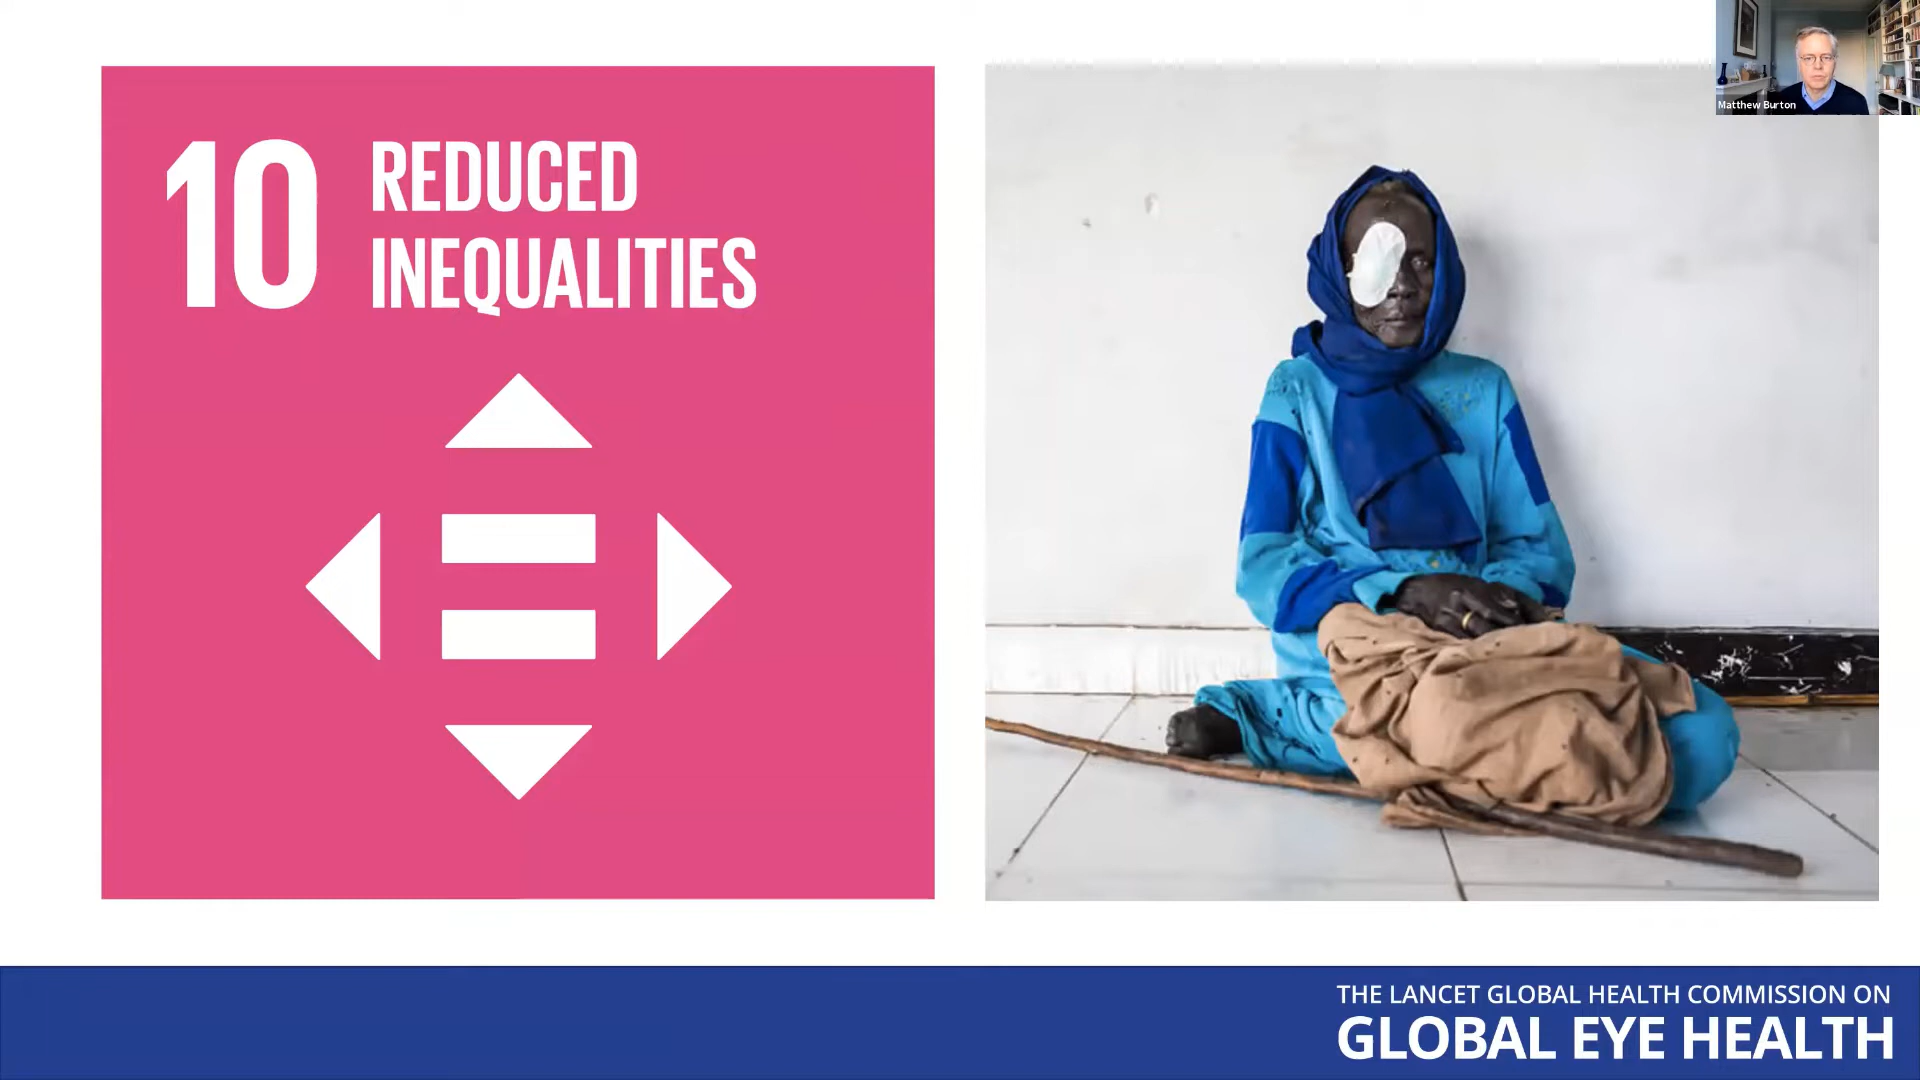 10
REDUCED
INEQUALITIES
Matthew Burton
THE LANCET GLOBAL HEALTH COMMISSION ON
GLOBAL EYE HEALTH